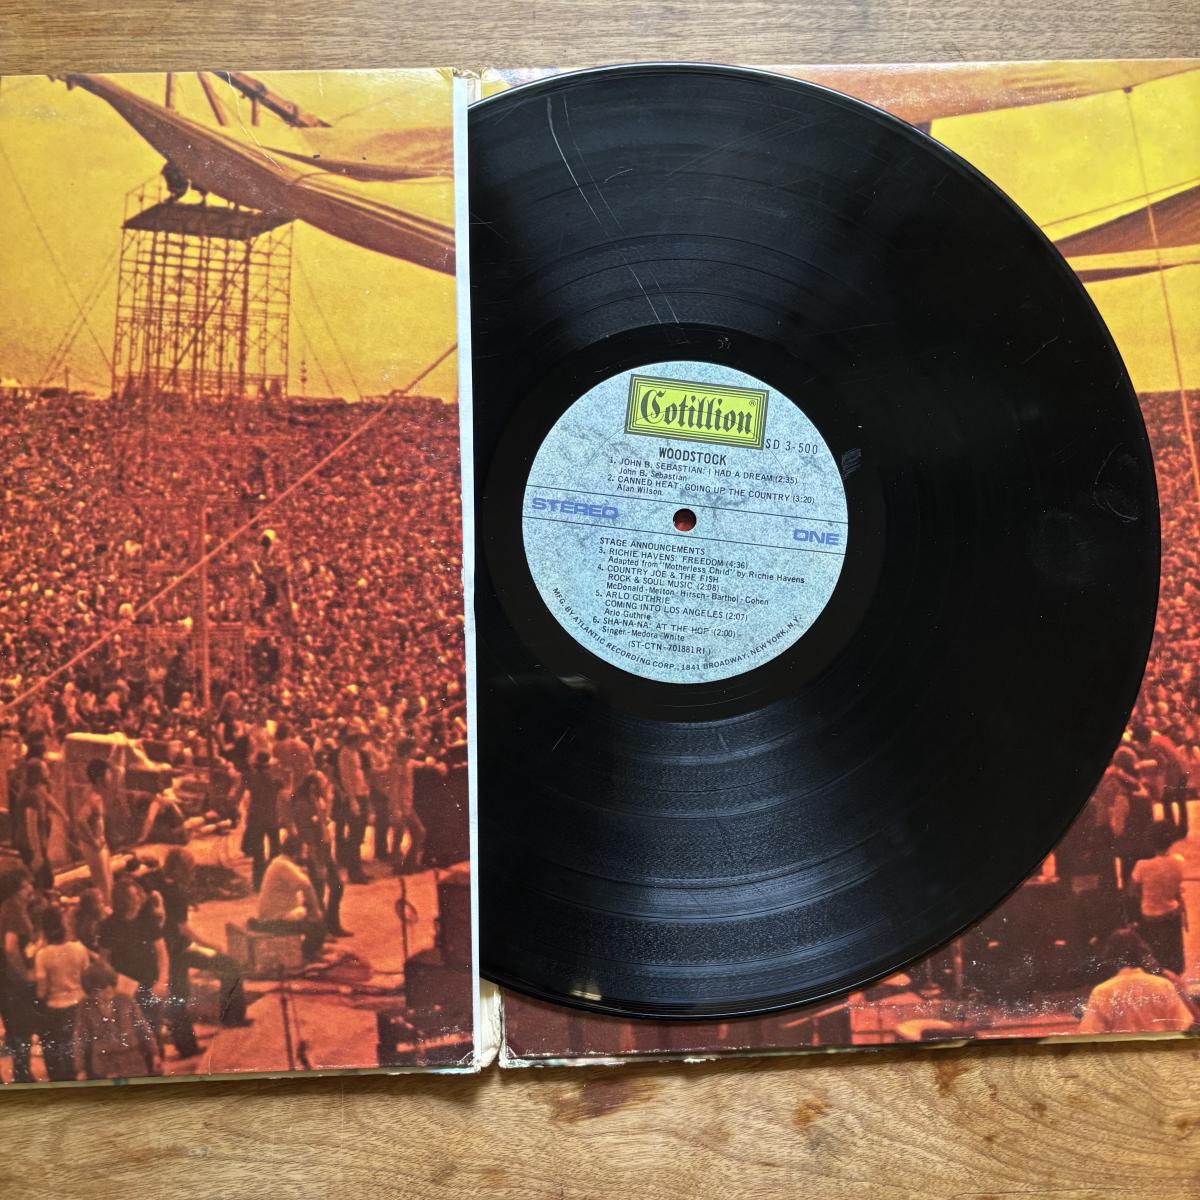 Cotillion®
SD 3-500
WOODSTOCK
1. JOHN B. SEBASTIAN: I HAD A DREAM (2:35)
John B. Sebastian
2. CANNED HEAT: GOING UP THE COUNTRY (3:20)
Alan Wilson
STEREO
ONE
STAGE ANNOUNCEMENTS
3. RICHIE HAVENS: FREEDOM (4:36)
Adapted from "Motherless Child" by Richie Havens
4. COUNTRY JOE & THE FISH
ROCK & SOUL MUSIC (2:08)
McDonald-Melton-Hirsch-Barthol-Cohen
5. ARLO GUTHRIE
COMING INTO LOS ANGELES (2:07)
Arlo Guthrie
6. SHA-NA-NA: AT THE HOP (2:00)
Singer-Medora-White
(ST-CTN-701881RI)
MFG. BY ATLANTIC RECORDING CORP., 1841 BROADWAY, NEW YORK, N.Y.